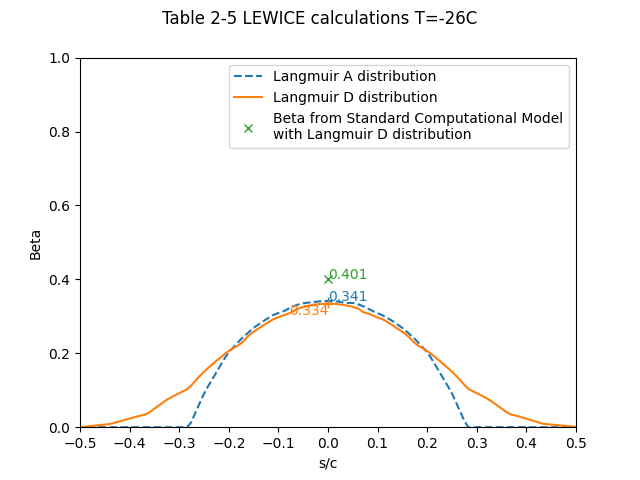 Table 2-5 LEWICE calculations T=-26C
Langmuir A distribution
Langmuir D distribution
Beta from Standard Computational Model
with Langmuir D distribution
Beta
1.0
0.8
0.6
0.4
0.2
0.0
0.401
0.341
0.334
−0.5 −0.4 −0.3 −0.2 −0.1 0.0 0.1 0.2 0.3 0.4 0.5
s/c